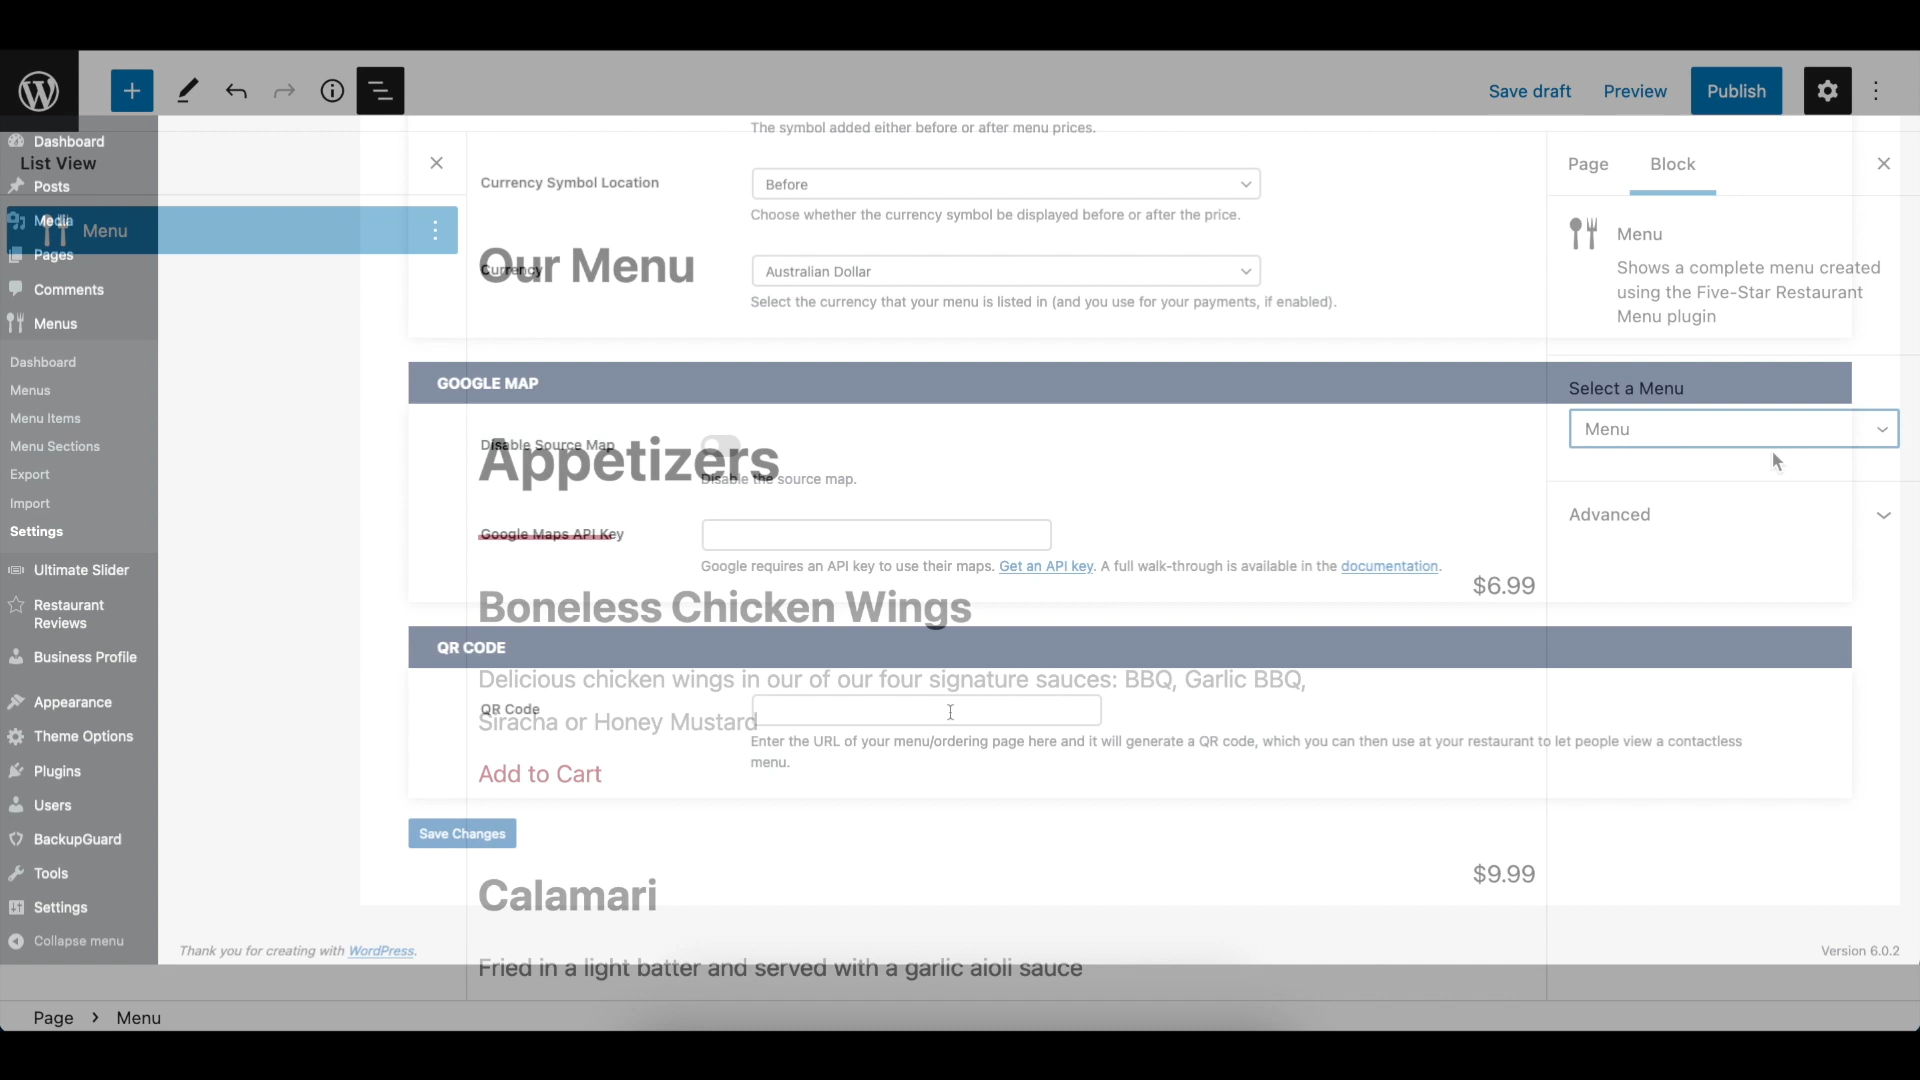 Save draft
Preview
Publish
Dashboard
List View
Posts
Media
Menu
Pages
Comments
Menus
Dashboard
Menus
Menu Items
Menu Sections
Export
Import
Settings
Ultimate Slider
Restaurant
Reviews
Business Profile
Appearance
Theme Options
Plugins
Users
BackupGuard
Tools
Settings
Collapse menu
The symbol added either before or after menu prices.
Currency Symbol Location
Before
Choose whether the currency symbol be displayed before or after the price.
Our Menu
Currency
Australian Dollar
Select the currency that your menu is listed in (and you use for your payments, if enabled).
GOOGLE MAP
Disable Source Map
Appetizers
Disable the source map.
Google Maps API Key
Google requires an API key to use their maps. Get an API key. A full walk-through is available in the documentation.
$6.99
Boneless Chicken Wings
QR CODE
Delicious chicken wings in our of our four signature sauces: BBQ, Garlic BBQ,
QR Code
Siracha or Honey Mustard
Enter the URL of your menu/ordering page here and it will generate a QR code, which you can then use at your restaurant to let people view a contactless
menu.
Add to Cart
Save Changes
$9.99
Calamari
Thank you for creating with WordPress.
Version 6.0.2
Fried in a light batter and served with a garlic aioli sauce
Page
Block
Menu
Shows a complete menu created
using the Five-Star Restaurant
Menu plugin
Select a Menu
Menu
Advanced
Page > Menu